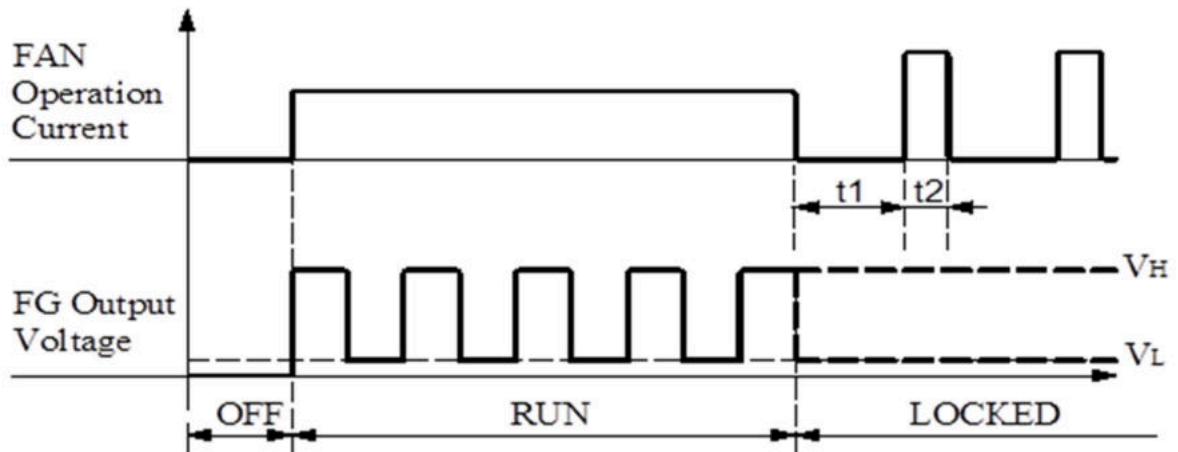 FAN
Operation
Current
t1
t2
VH
FG Output
Voltage
VL
OFF
RUN
LOCKED